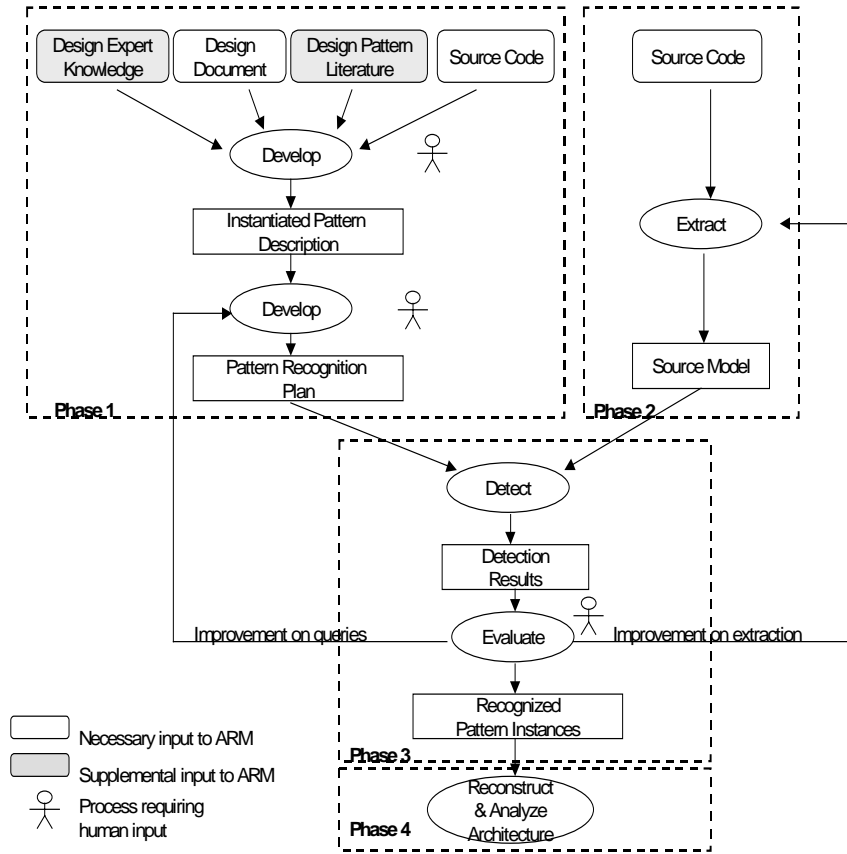 Design Expert
Knowledge
Design
Document
Design Pattern
Literature
Source Code
Source Code
Develop
Instantiated Pattern
Description
Extract
Develop
Pattern Recognition
Plan
Source Model
Phase 1
Phase 2
Detect
Detection
Results
Improvement on queries
Evaluate
Improvement on extraction
Recognized
Pattern Instances
Phase 3
Necessary input to ARM
Supplemental input to ARM
Process requiring
human input
Reconstruct
& Analyze
Architecture
Phase 4